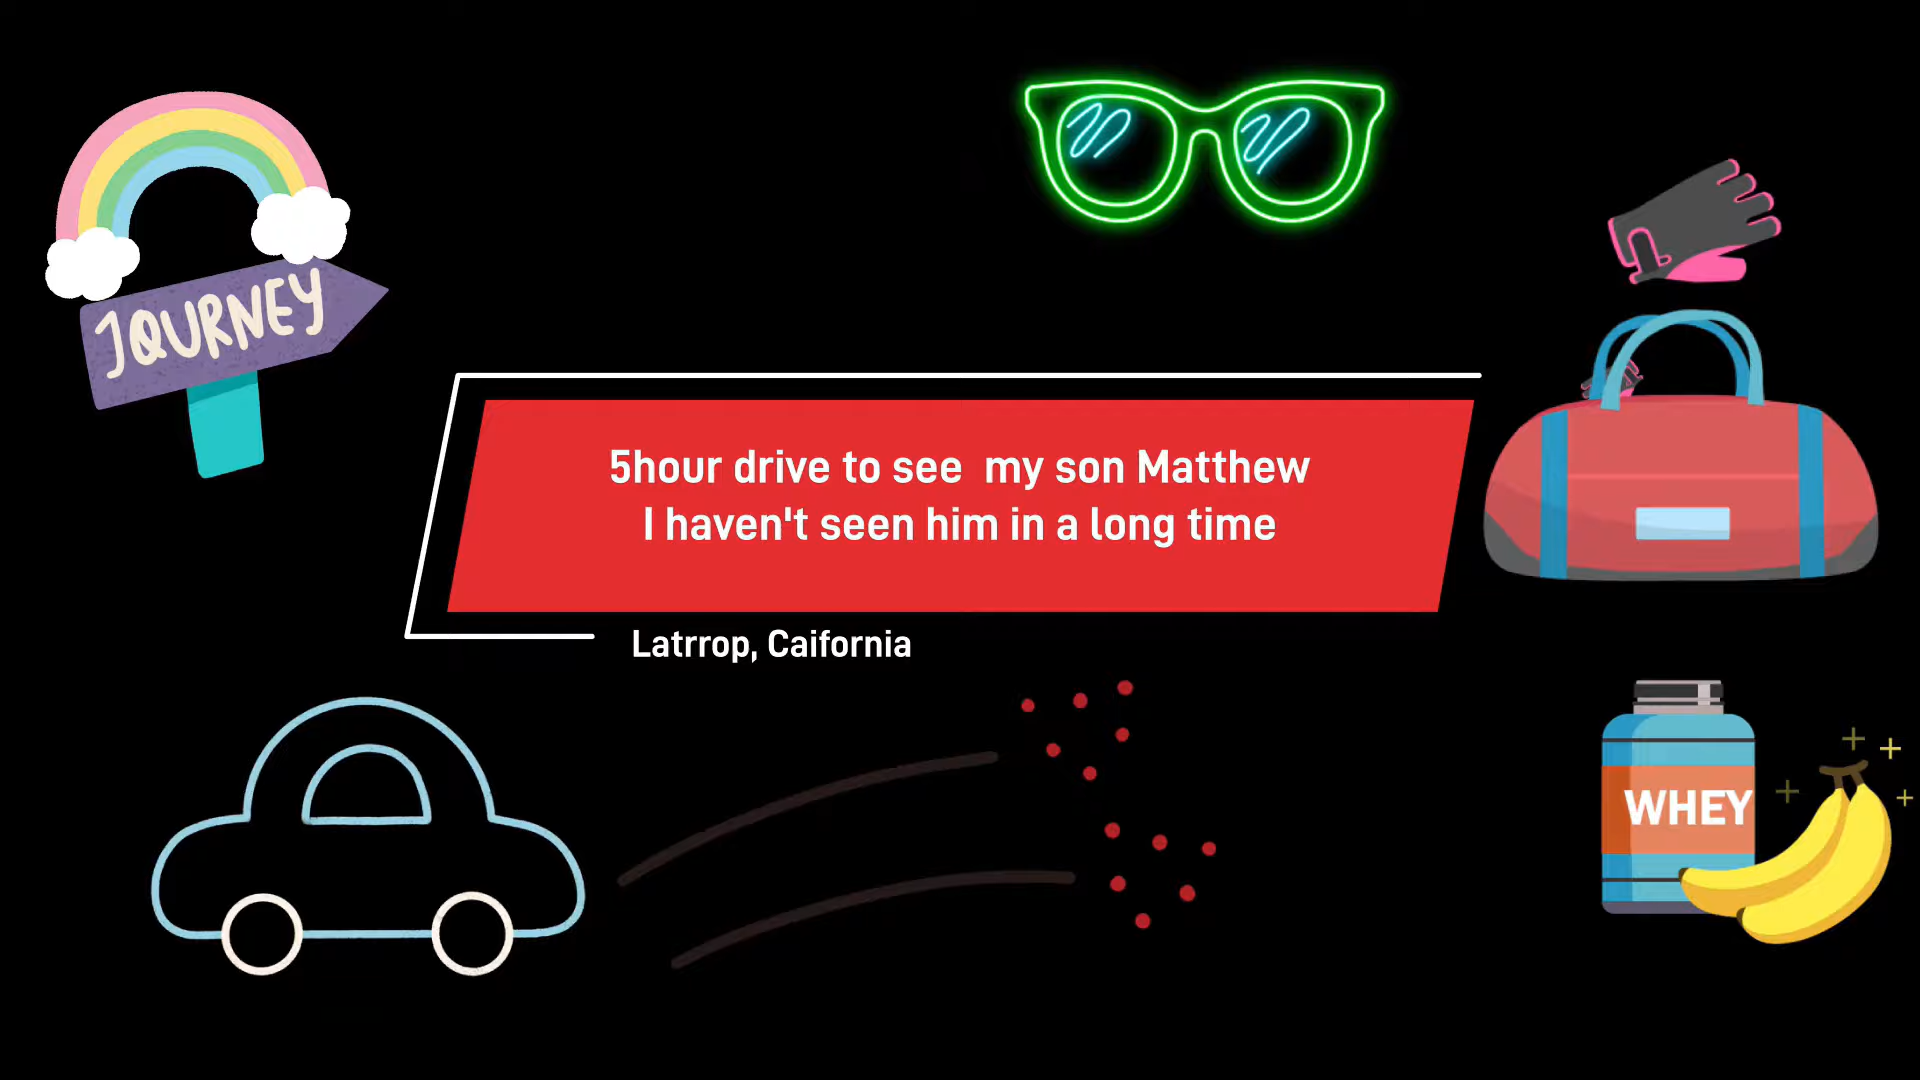 JOURNEY
5hour drive to see  my son Matthew
I haven't seen him in a long time
Latrrop, Caifornia
WHEY